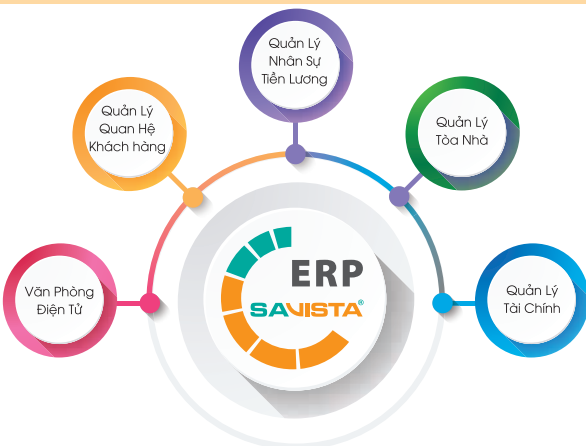 Quản Lý
Nhân Sự
Tiền Lương
Quản Lý
Quan Hệ
Khách hàng
Quản Lý
Tòa Nhà
Văn Phòng
Điện Tử
ERP
SAVISTA®
Quản Lý
Tài Chính